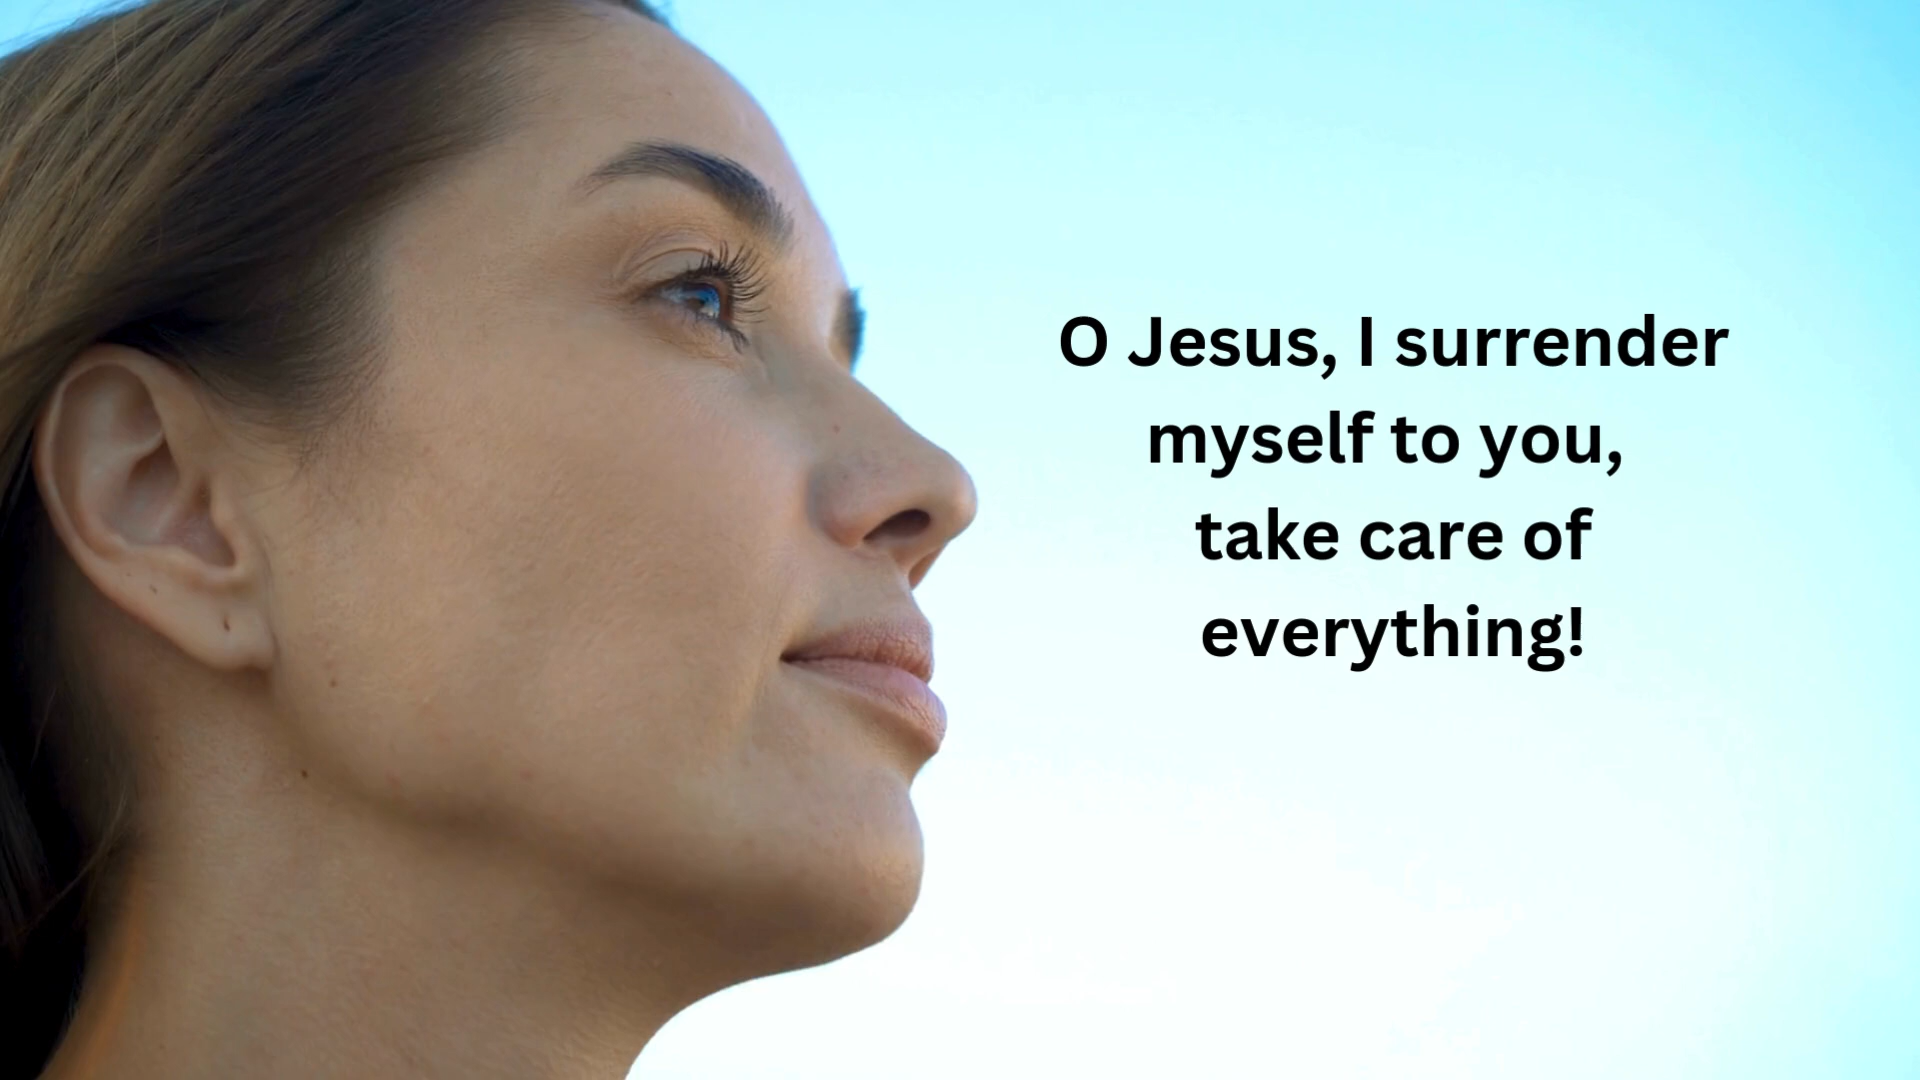 O Jesus, I surrender
myself to you,
take care of
everything!